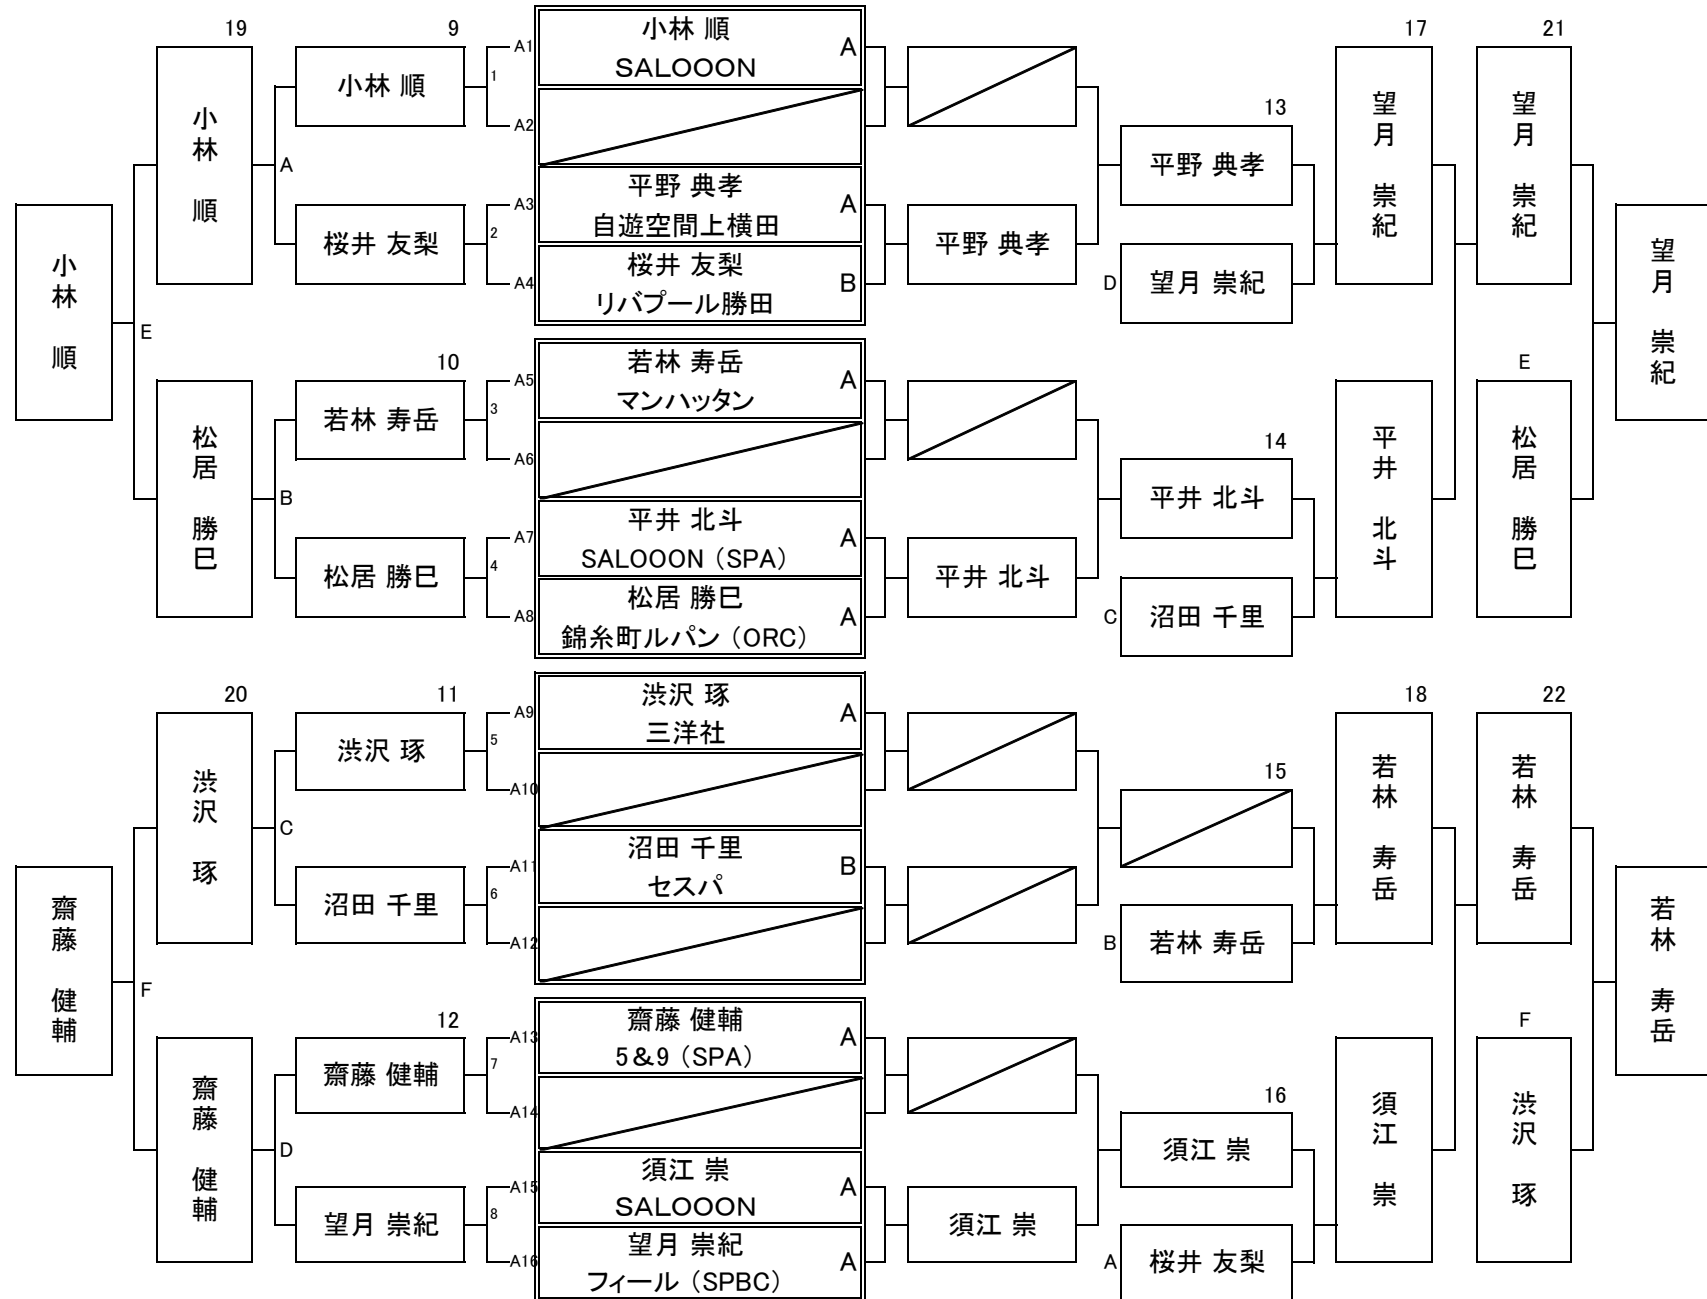 19
9
17
21
小林 順
SALOOON
A
A1
1
A2
小林 順
小林 順
A
13
平野 典孝
望月 崇紀
望月 崇紀
平野 典孝
自遊空間上横田
A
A3
2
A4
桜井 友梨
平野 典孝
桜井 友梨
リバプール勝田
B
D
望月 崇紀
小林 順
E
望月 崇紀
10
若林 寿岳
マンハッタン
A
A5
3
A6
若林 寿岳
松居 勝巳
B
14
平井 北斗
平井 北斗
E
松居 勝巳
平井 北斗
SALOOON（SPA）
A
A7
4
A8
松居 勝巳
平井 北斗
松居 勝巳
錦糸町ルパン（ORC）
A
C
沼田 千里
20
11
18
22
渋沢 琢
三洋社
A
A9
5
A10
渋沢 琢
渋沢 琢
C
15
若林 寿岳
若林 寿岳
沼田 千里
セスパ
B
A11
6
A12
沼田 千里
B
若林 寿岳
齋藤 健輔
F
若林 寿岳
12
齋藤 健輔
5＆9（SPA）
A
A13
7
A14
齋藤 健輔
齋藤 健輔
D
16
須江 崇
須江 崇
F
渋沢 琢
須江 崇
SALOOON
A
A15
8
A16
望月 崇紀
須江 崇
望月 崇紀
フィール（SPBC）
A
A
桜井 友梨